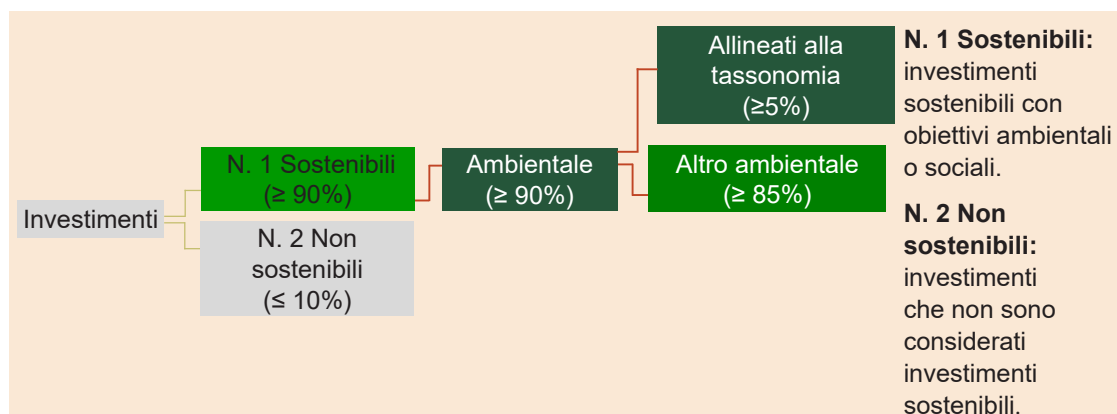 Investimenti
N. 1 Sostenibili
(≥ 90%)
N. 2 Non
sostenibili
(≤ 10%)
Ambientale
(≥ 90%)
Allineati alla
tassonomia
(≥5%)
Altro ambientale
(≥ 85%)
N. 1 Sostenibili:
investimenti
sostenibili con
obiettivi ambientali
o sociali.
N. 2 Non
sostenibili:
investimenti
che non sono
considerati
investimenti
sostenibili.